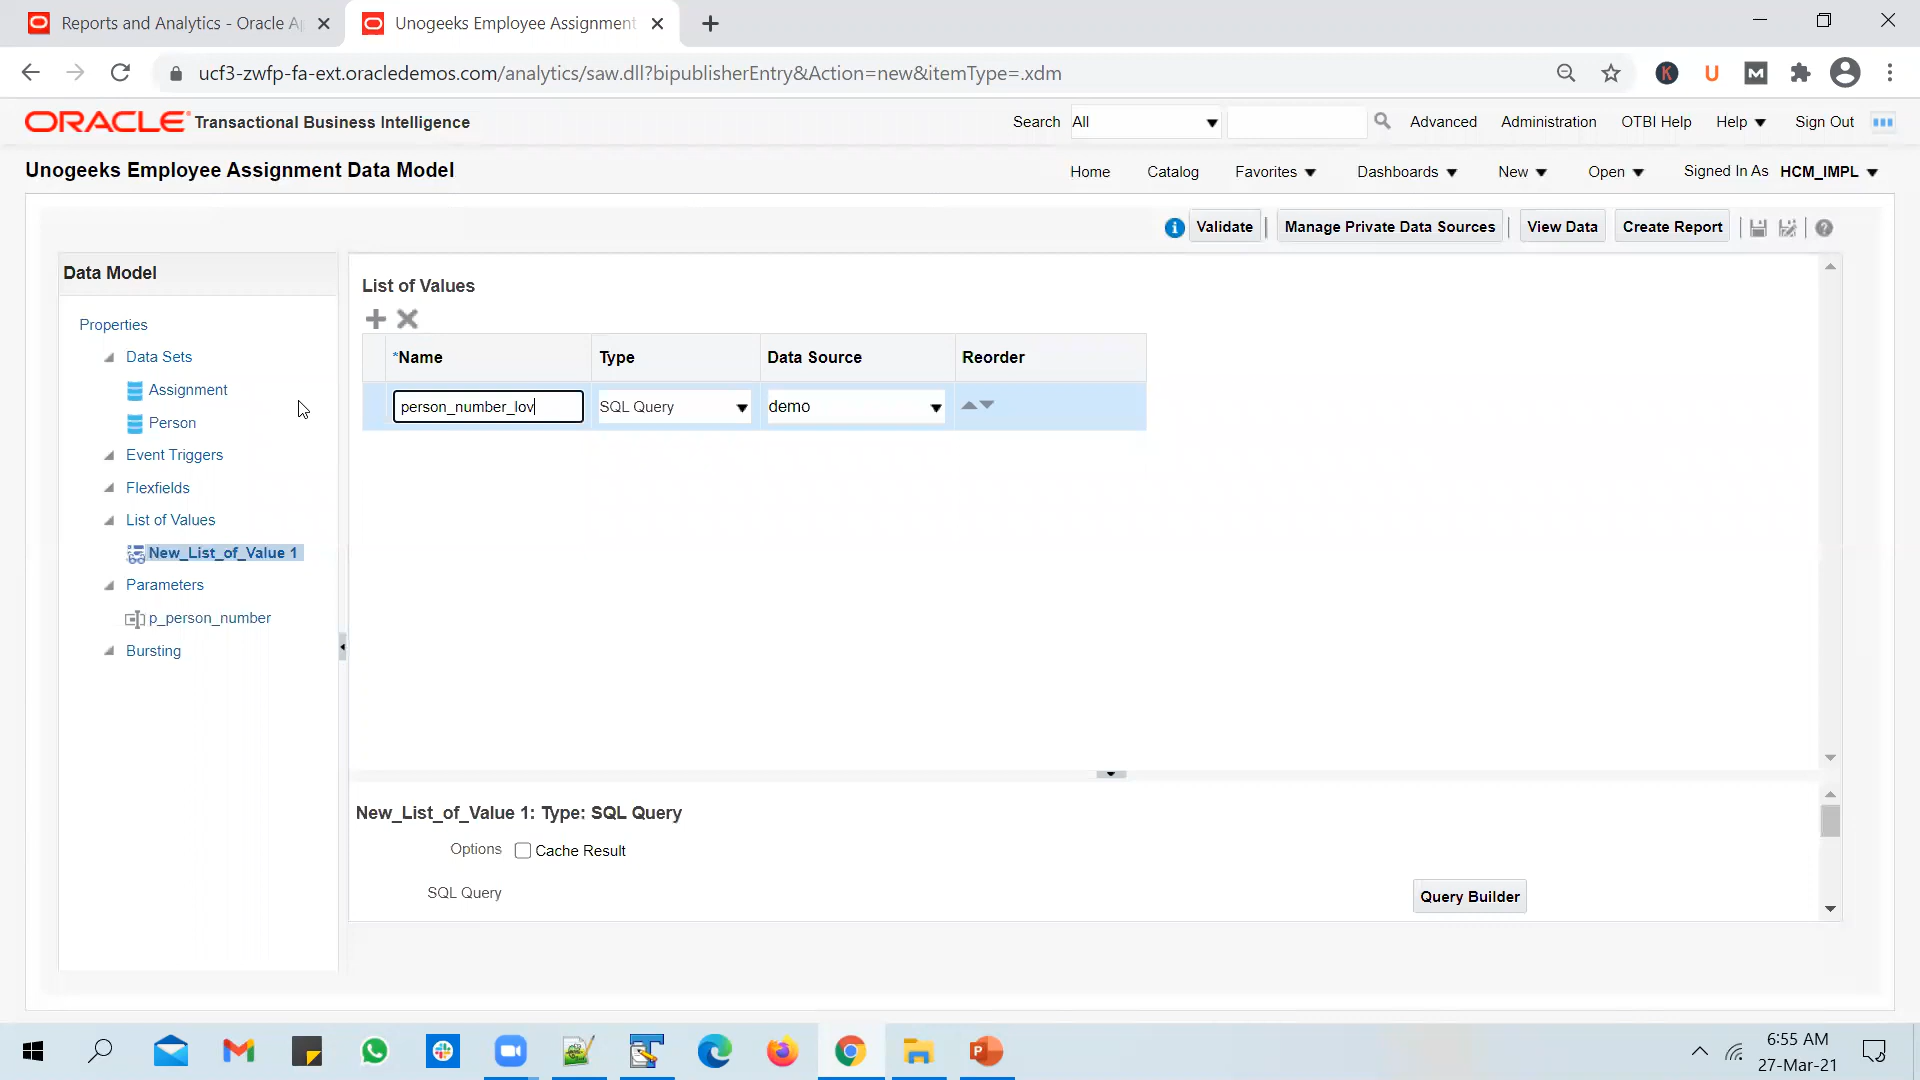 Reports and Analytics - Oracle Ap
Unogeeks Employee Assignment
ucf3-zwfp-fa-ext.oracledemos.com/analytics/saw.dll?bipublisherEntry&Action=new&itemType=.xdm
ORACLE Transactional Business Intelligence
Search All Advanced Administration OTBI Help Help Sign Out
Unogeeks Employee Assignment Data Model
Home Catalog Favorites Dashboards New Open Signed In As HCM_IMPL
Validate Manage Private Data Sources View Data Create Report
Data Model
Properties
Data Sets
Assignment
Person
Event Triggers
Flexfields
List of Values
New_List_of_Value 1
Parameters
p_person_number
Bursting
List of Values
*Name Type Data Source Reorder
person_number_lov SQL Query demo
New_List_of_Value 1: Type: SQL Query
Options Cache Result
SQL Query
Query Builder
6:55 AM
27-Mar-21